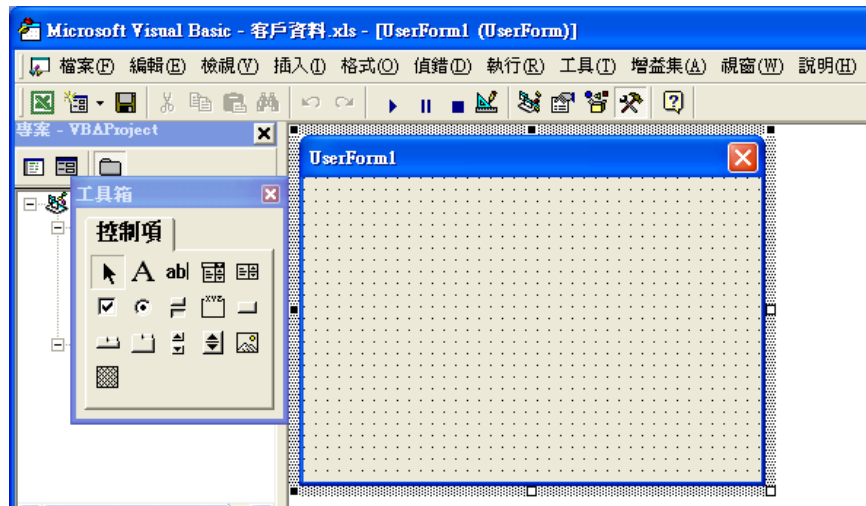 Microsoft Visual Basic - 客戶資料.xls - [UserForm1 (UserForm)]
檔案(F) 編輯(E) 檢視(V) 插入(I) 格式(O) 偵錯(D) 執行(R) 工具(T) 增益集(A) 視窗(W) 說明(H)
專案 - VBAProject
UserForm1
工具箱
控制項
A ab|
XYZ